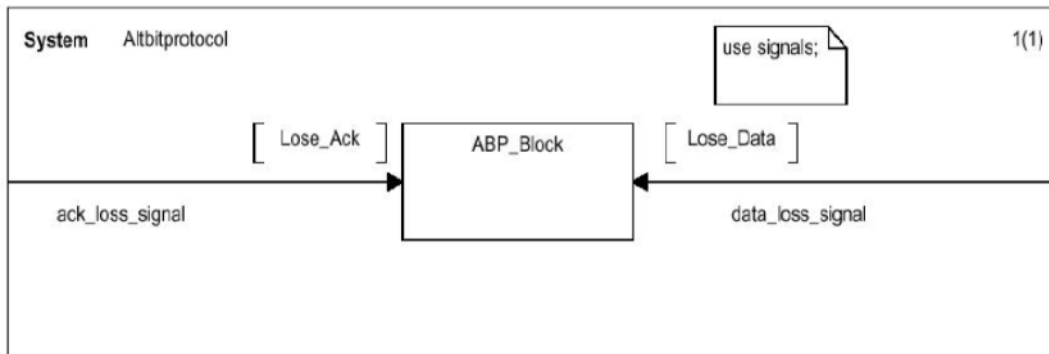 System Altbitprotocol
use signals;
1(1)
Lose_Ack
ABP_Block
Lose_Data
ack_loss_signal
data_loss_signal